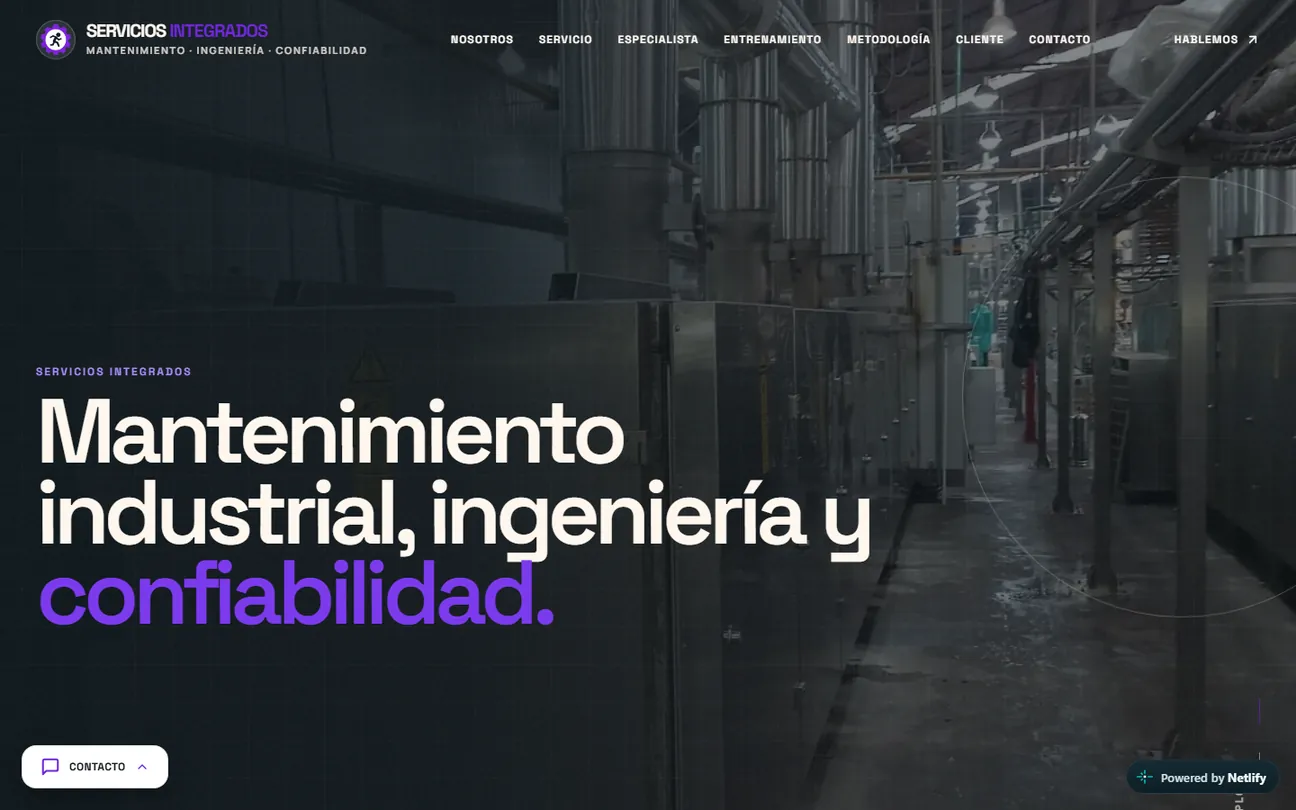 SERVICIOS INTEGRADOS
MANTENIMIENTO · INGENIERÍA · CONFIABILIDAD
NOSOTROS
SERVICIO
ESPECIALISTA
ENTRENAMIENTO
METODOLOGÍA
CLIENTE
CONTACTO
HABLEMOS
SERVICIOS INTEGRADOS
Mantenimiento
industrial, ingeniería y
confiabilidad.
CONTACTO
Powered by Netlify